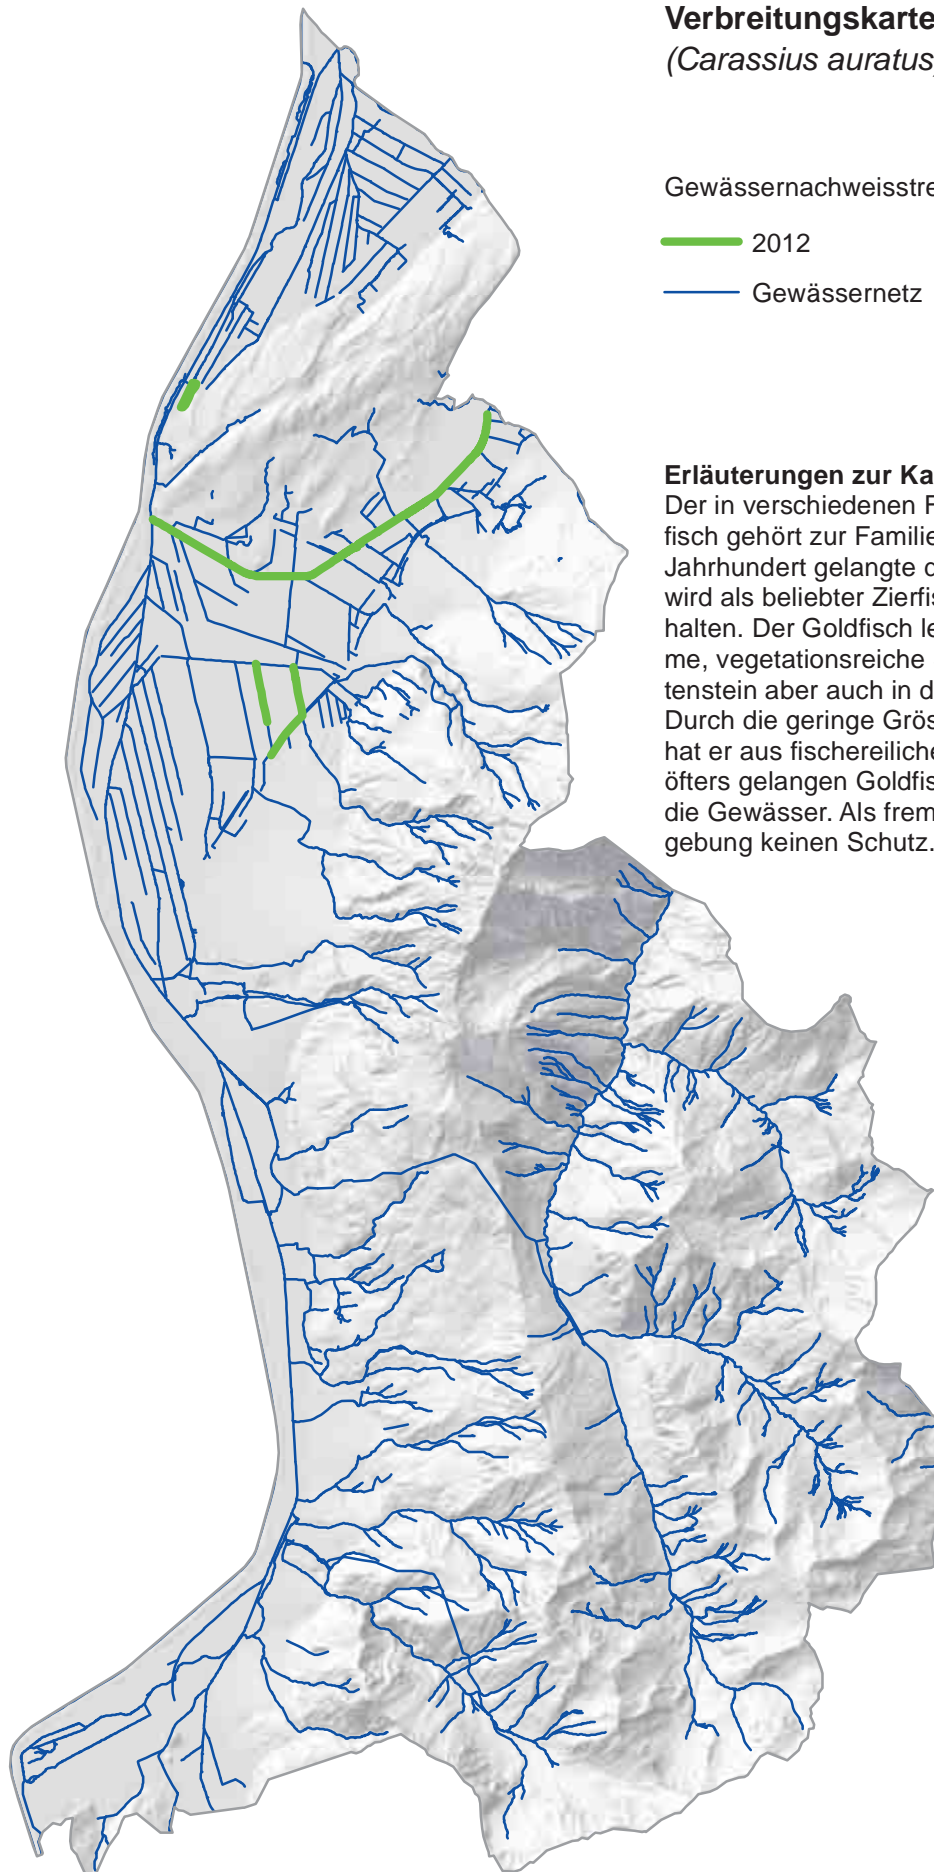 Verbreitungskarte
(Carassius auratus)
Gewässernachweisstre
2012
Gewässernetz
Erläuterungen zur Ka
Der in verschiedenen F
fisch gehört zur Familie
Jahrhundert gelangte d
wird als beliebter Zierfis
halten. Der Goldfisch le
me, vegetationsreiche
tenstein aber auch in d
Durch die geringe Grös
hat er aus fischereiliche
öfters gelangen Goldfis
die Gewässer. Als frem
gebung keinen Schutz.